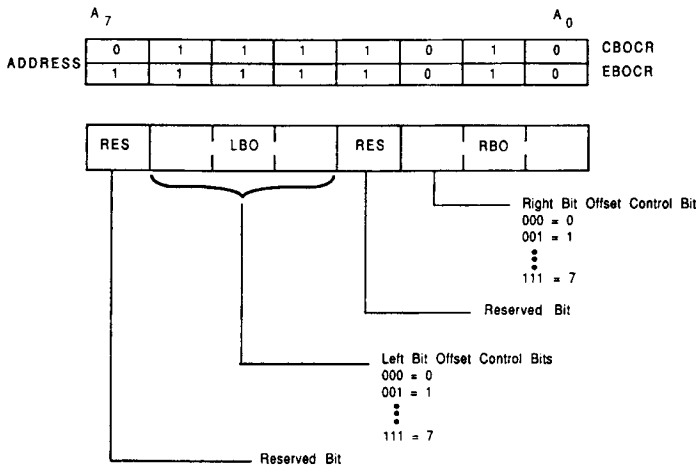 A7 A0
ADDRESS
0 1 1 1 1 0 1 0 CBOCR
1 1 1 1 1 0 1 0 EBOCR
RES LBO RES RBO
Right Bit Offset Control Bit
000 = 0
001 = 1
111 = 7
Reserved Bit
Left Bit Offset Control Bits
000 = 0
001 = 1
111 = 7
Reserved Bit